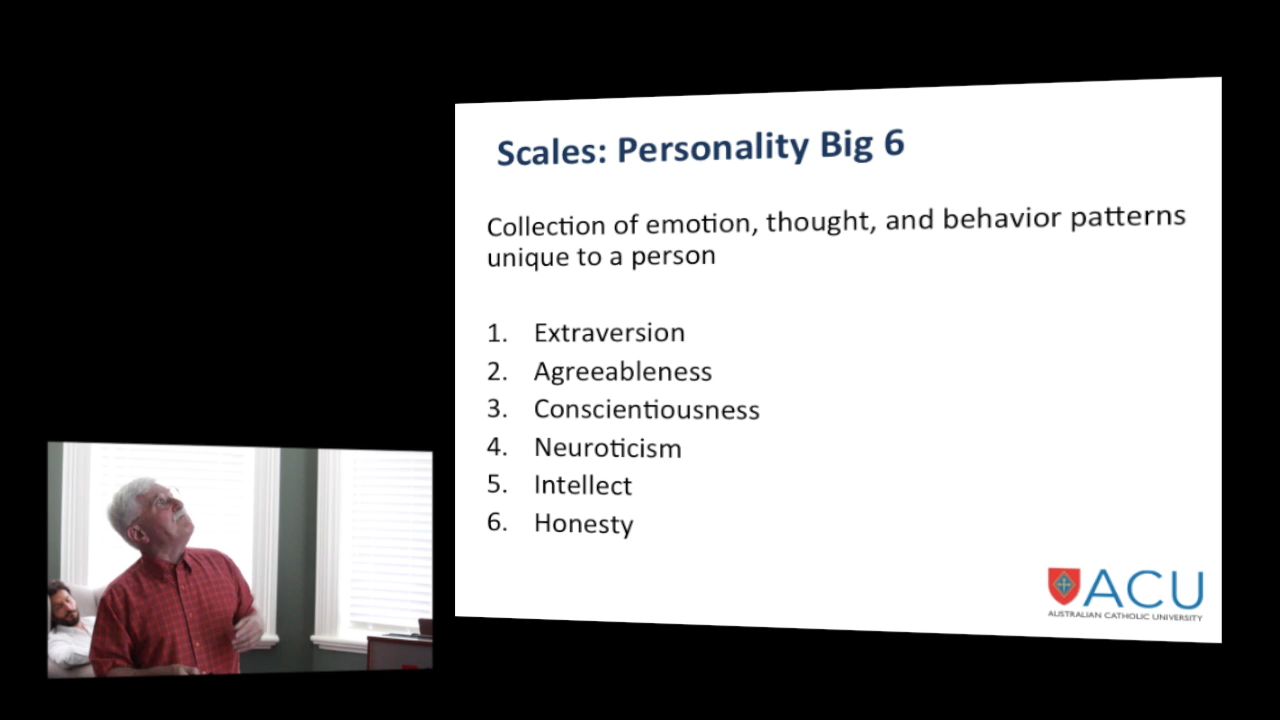 Scales: Personality Big 6
Collection of emotion, thought, and behavior patterns
unique to a person
1. Extraversion
2. Agreeableness
3. Conscientiousness
4. Neuroticism
5. Intellect
6. Honesty
ACU
AUSTRALIAN CATHOLIC UNIVERSITY